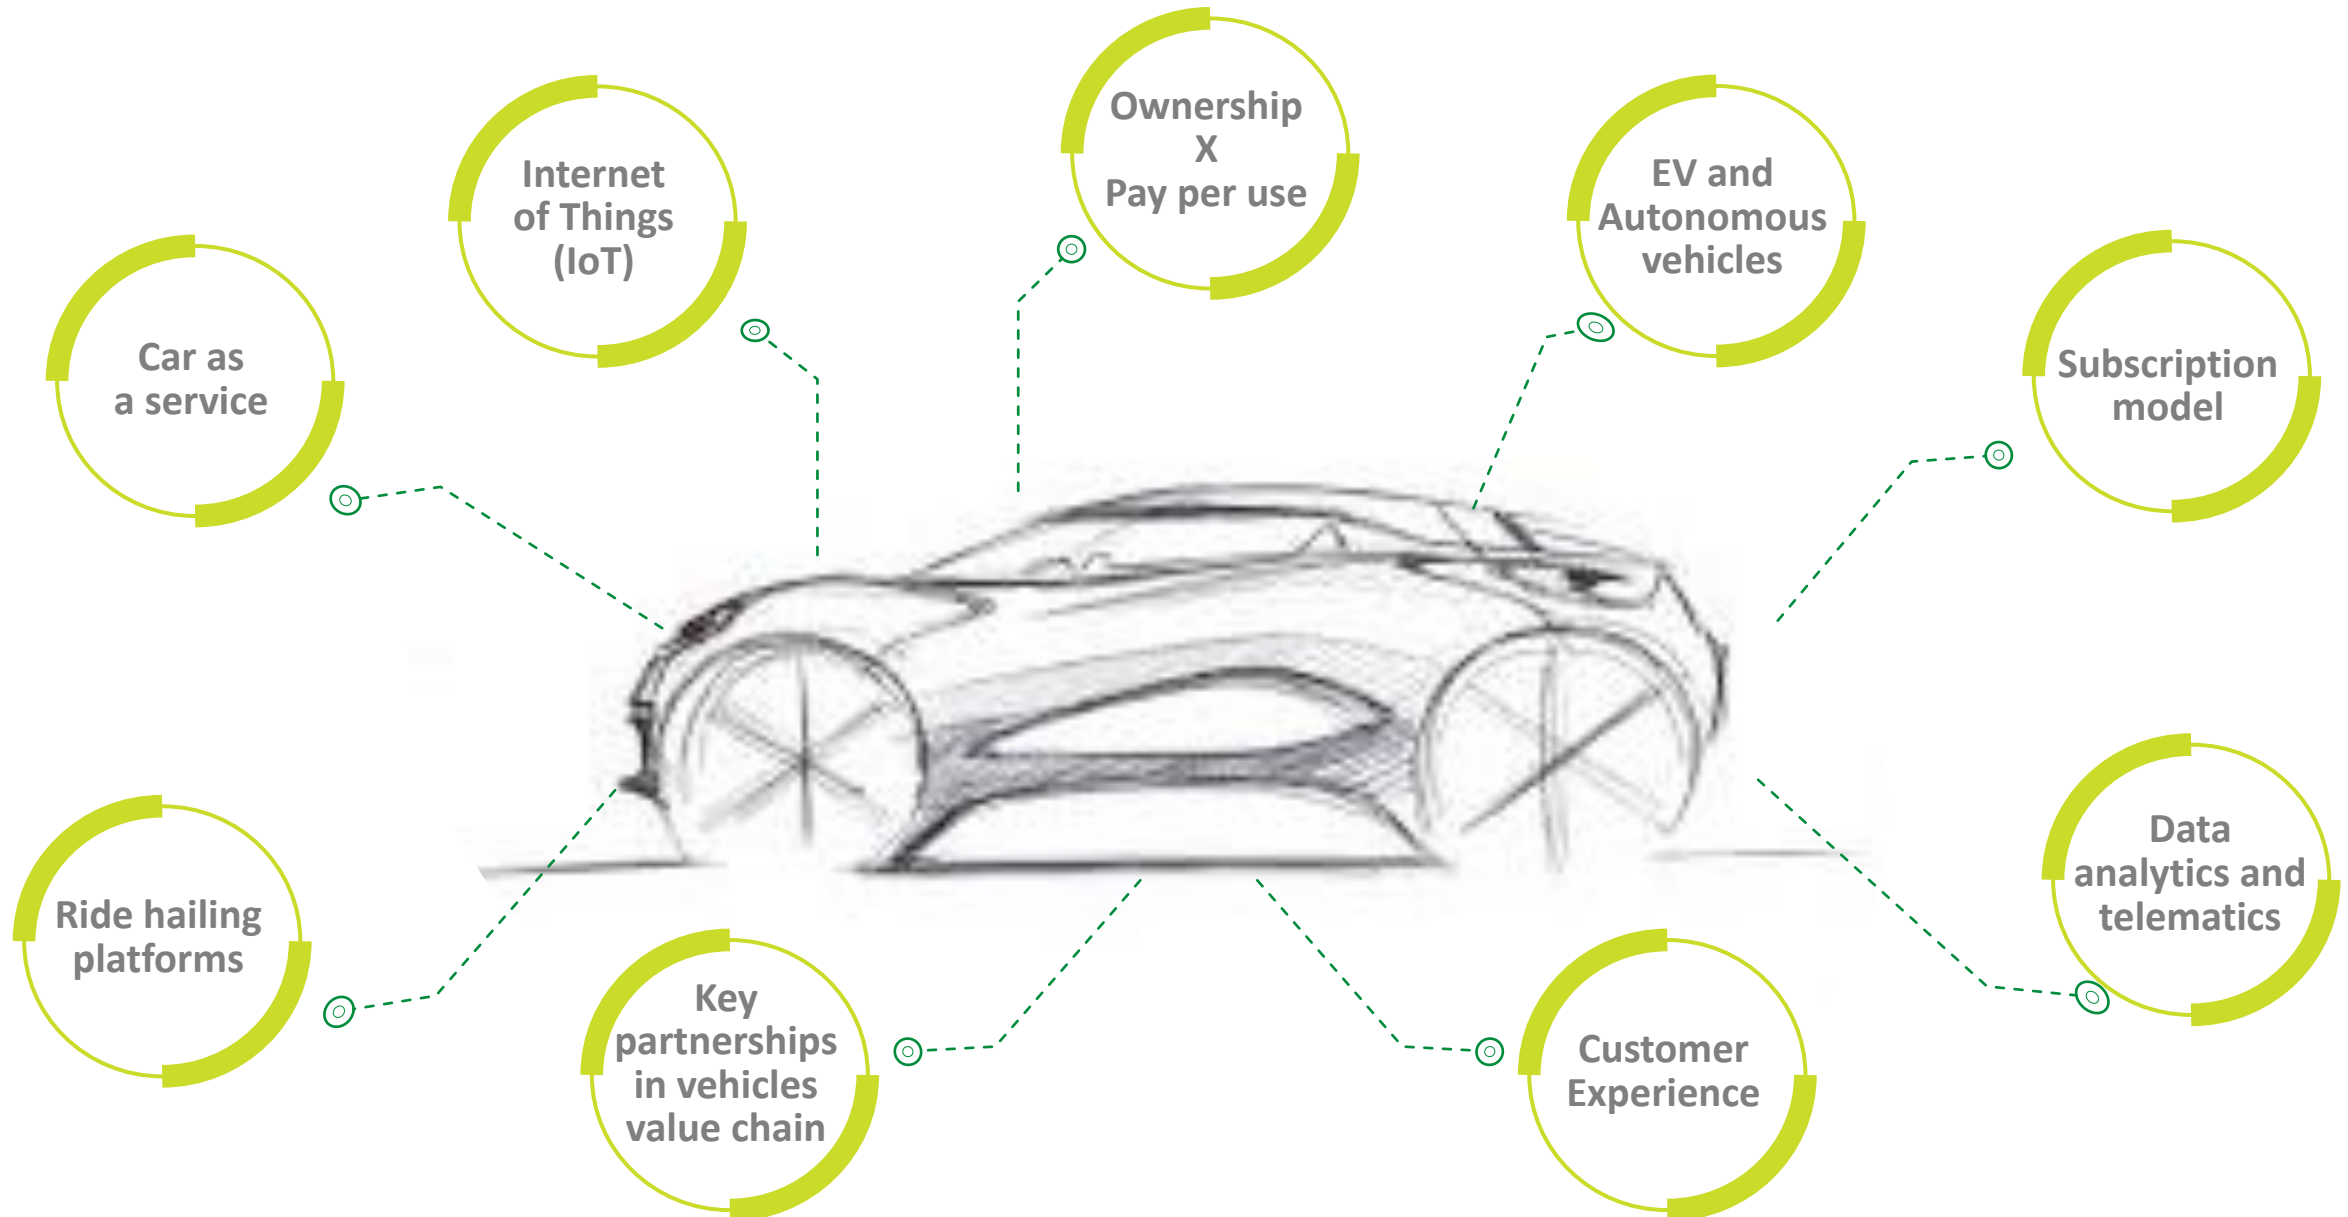 Ownership
X
Pay per use
Internet
of Things
(IoT)
EV and
Autonomous
vehicles
Car as
a service
Subscription
model
Data
analytics and
telematics
Ride hailing
platforms
Key
partnerships
in vehicles
value chain
Customer
Experience